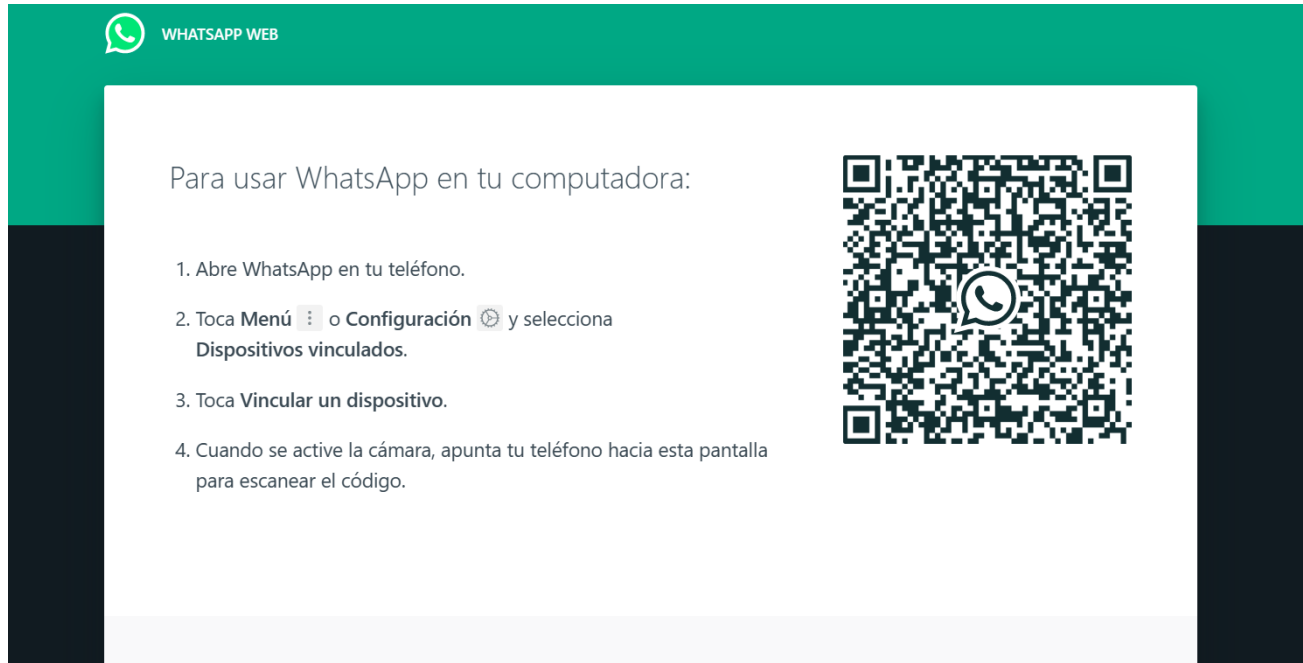 WHATSAPP WEB
Para usar WhatsApp en tu computadora:
1. Abre WhatsApp en tu teléfono.
2. Toca Menú o Configuración y selecciona
Dispositivos vinculados.
3. Toca Vincular un dispositivo.
4. Cuando se active la cámara, apunta tu teléfono hacia esta pantalla
para escanear el código.